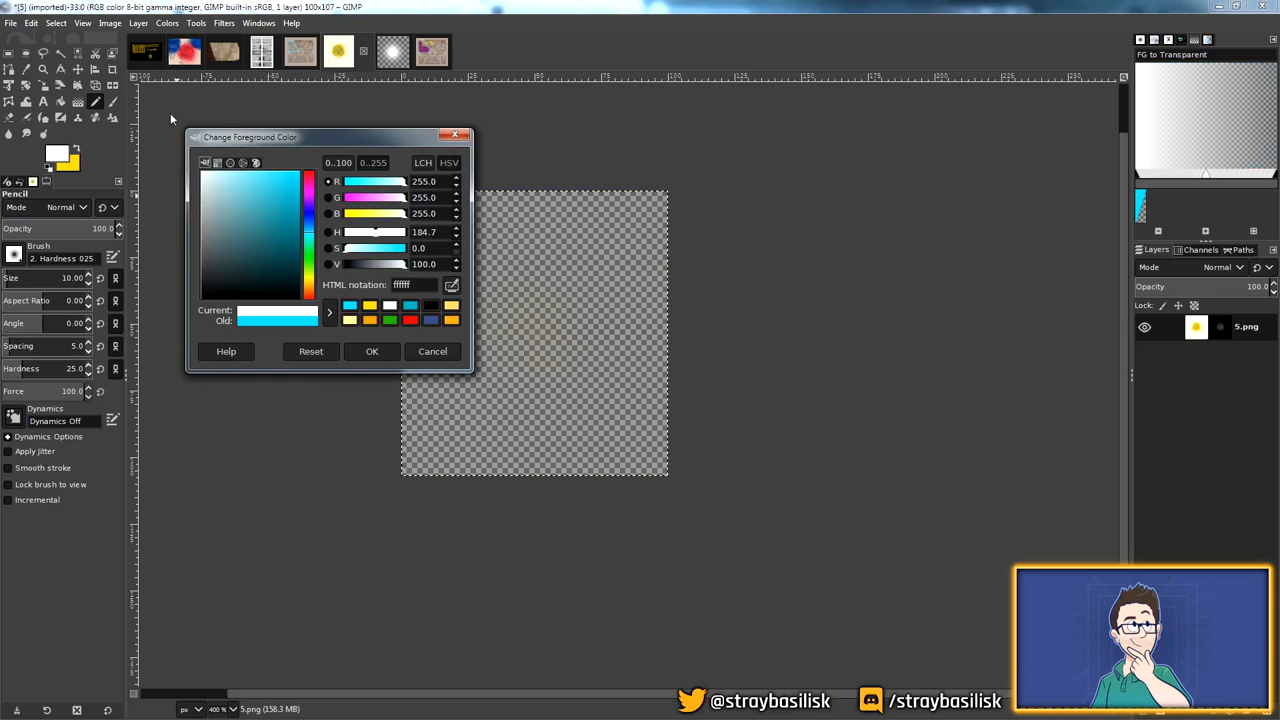 *[5] (imported)-33.0 (RGB color 8-bit gamma integer, GIMP built-in sRGB, 1 layer) 100x107 – GIMP
File Edit Select View Image Layer Colors Tools Filters Windows Help
FG to Transparent
Change Foreground Color
0..100 0..255 LCH HSV
R 255.0
G 255.0
B 255.0
H 184.7
S 0.0
V 100.0
HTML notation: ffffff
Current:
Old:
Help Reset OK Cancel
Pencil
Mode Normal
Opacity 100.0
Brush
2. Hardness 025
Size 10.00
Aspect Ratio 0.00
Angle 0.00
Spacing 5.0
Hardness 25.0
Force 100.0
Dynamics
Dynamics Off
Dynamics Options
Apply Jitter
Smooth stroke
Lock brush to view
Incremental
Layers Channels Paths
Mode Normal
Opacity 100.0
Lock:
5.png
px 400 % 5.png (158.3 MB)
@straybasilisk /straybasilisk